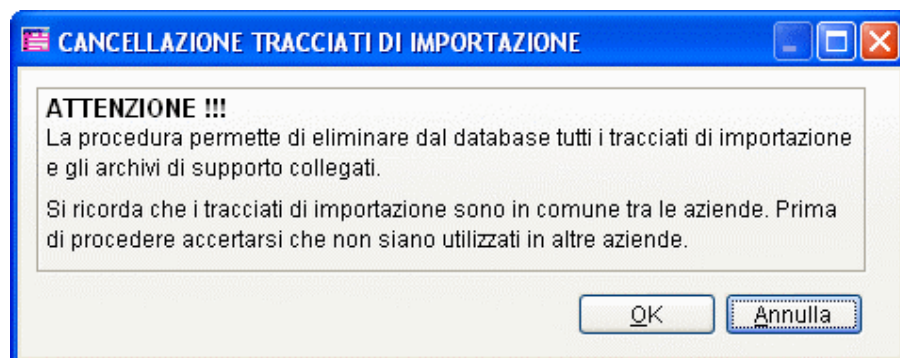 CANCELLAZIONE TRACCIATI DI IMPORTAZIONE
ATTENZIONE !!!
La procedura permette di eliminare dal database tutti i tracciati di importazione
e gli archivi di supporto collegati.
Si ricorda che i tracciati di importazione sono in comune tra le aziende. Prima
di procedere accertarsi che non siano utilizzati in altre aziende.
OK Annulla